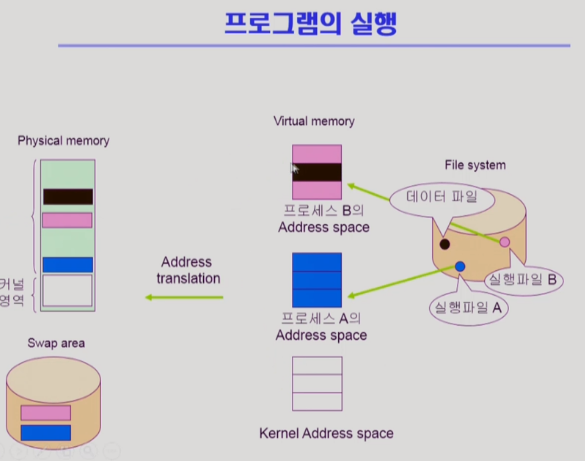 프로그램의 실행
Virtual memory
Physical memory
File system
데이터 파일
프로세스 B의
Address space
Address
translation
실행파일 B
커널
영역
실행파일 A
프로세스 A의
Address space
Swap area
Kernel Address space